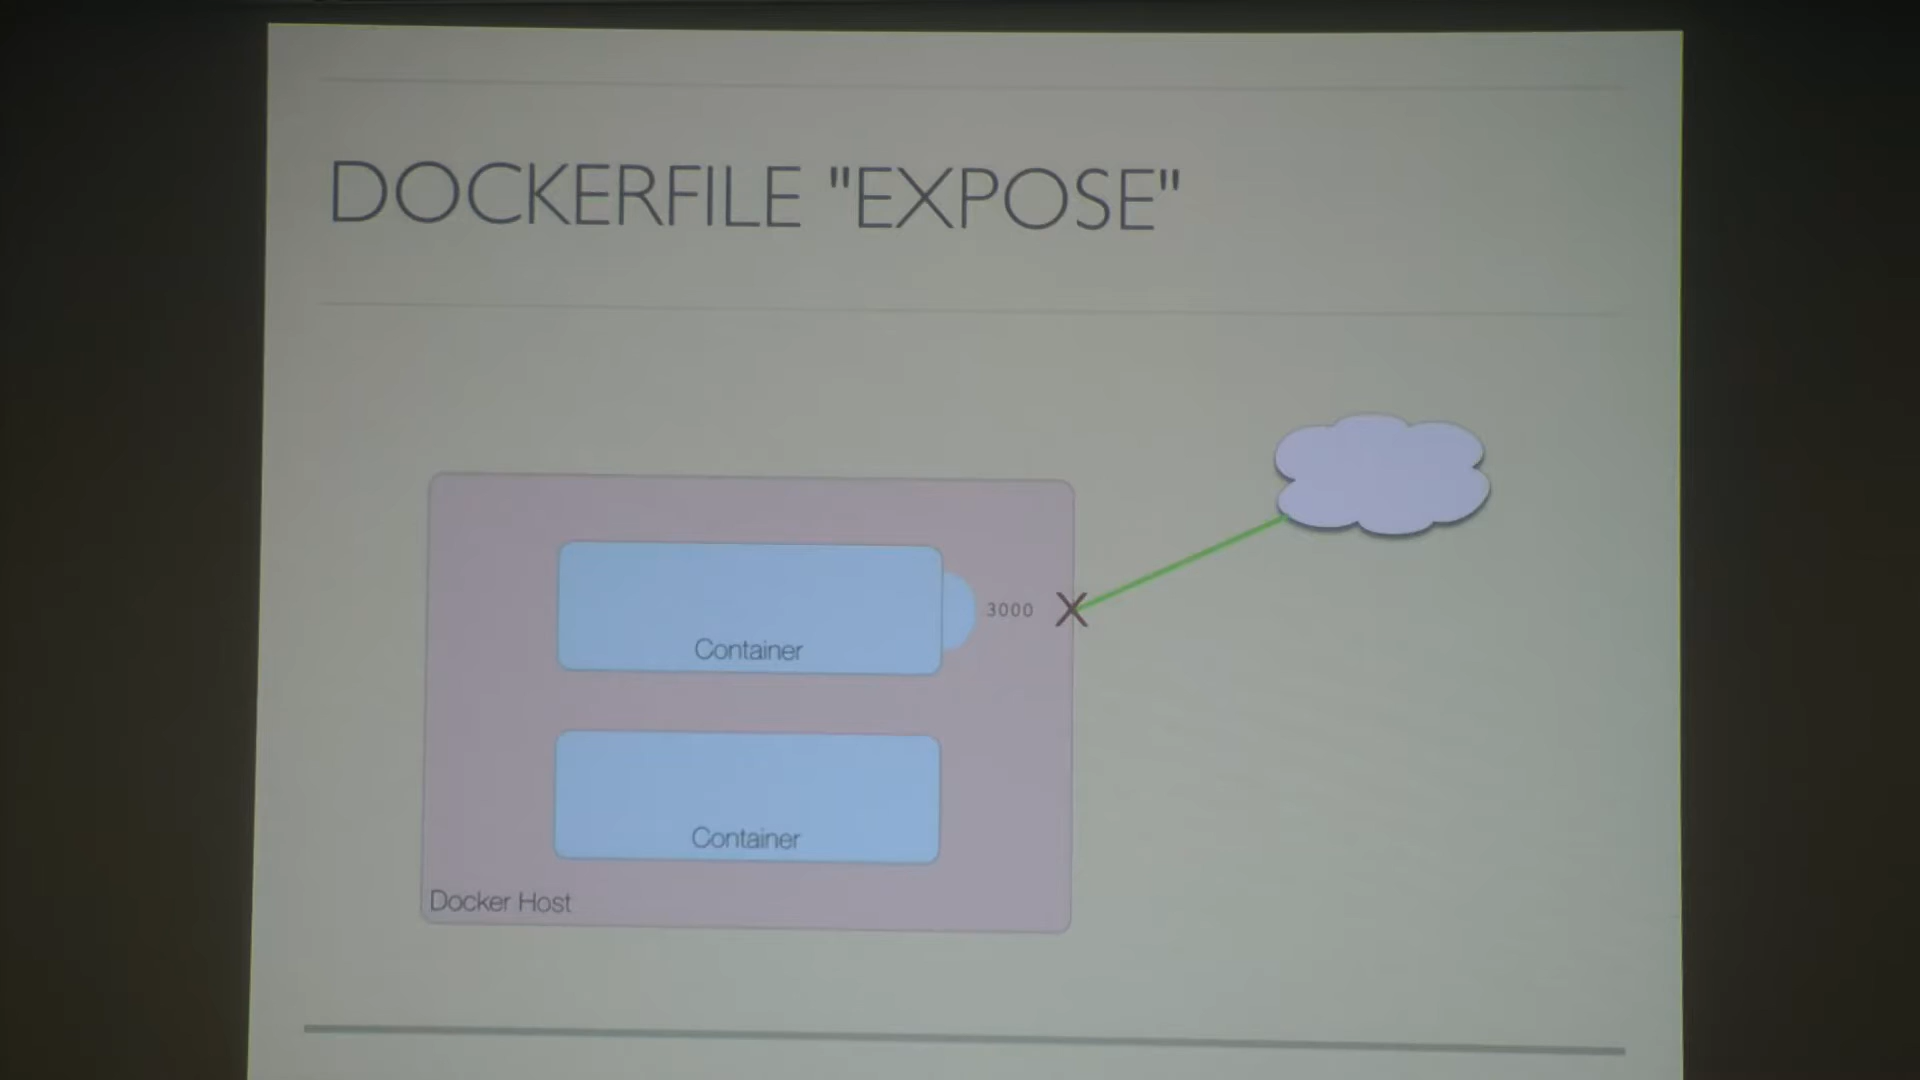 DOCKERFILE "EXPOSE"
3000
Container
Container
Docker Host